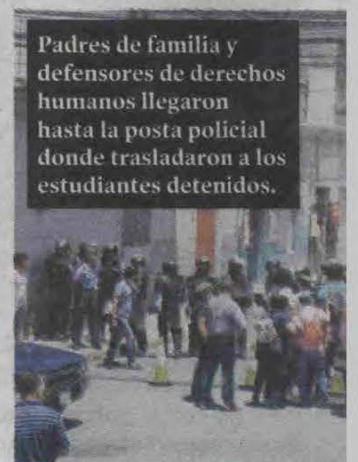 Padres de familia y
defensores de derechos
humanos llegaron
hasta la posta policial
donde trasladaron a los
estudiantes detenidos.